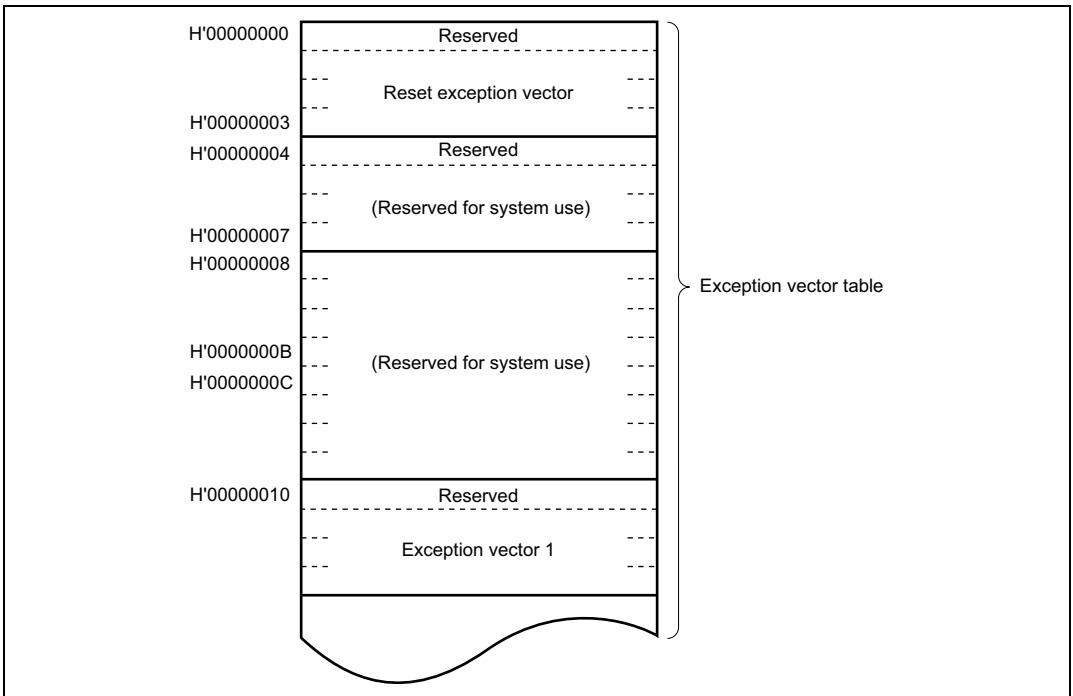 H'00000000 Reserved
Reset exception vector
H'00000003
H'00000004 Reserved
(Reserved for system use)
H'00000007
H'00000008
Exception vector table
H'0000000B
(Reserved for system use)
H'0000000C
H'00000010 Reserved
Exception vector 1